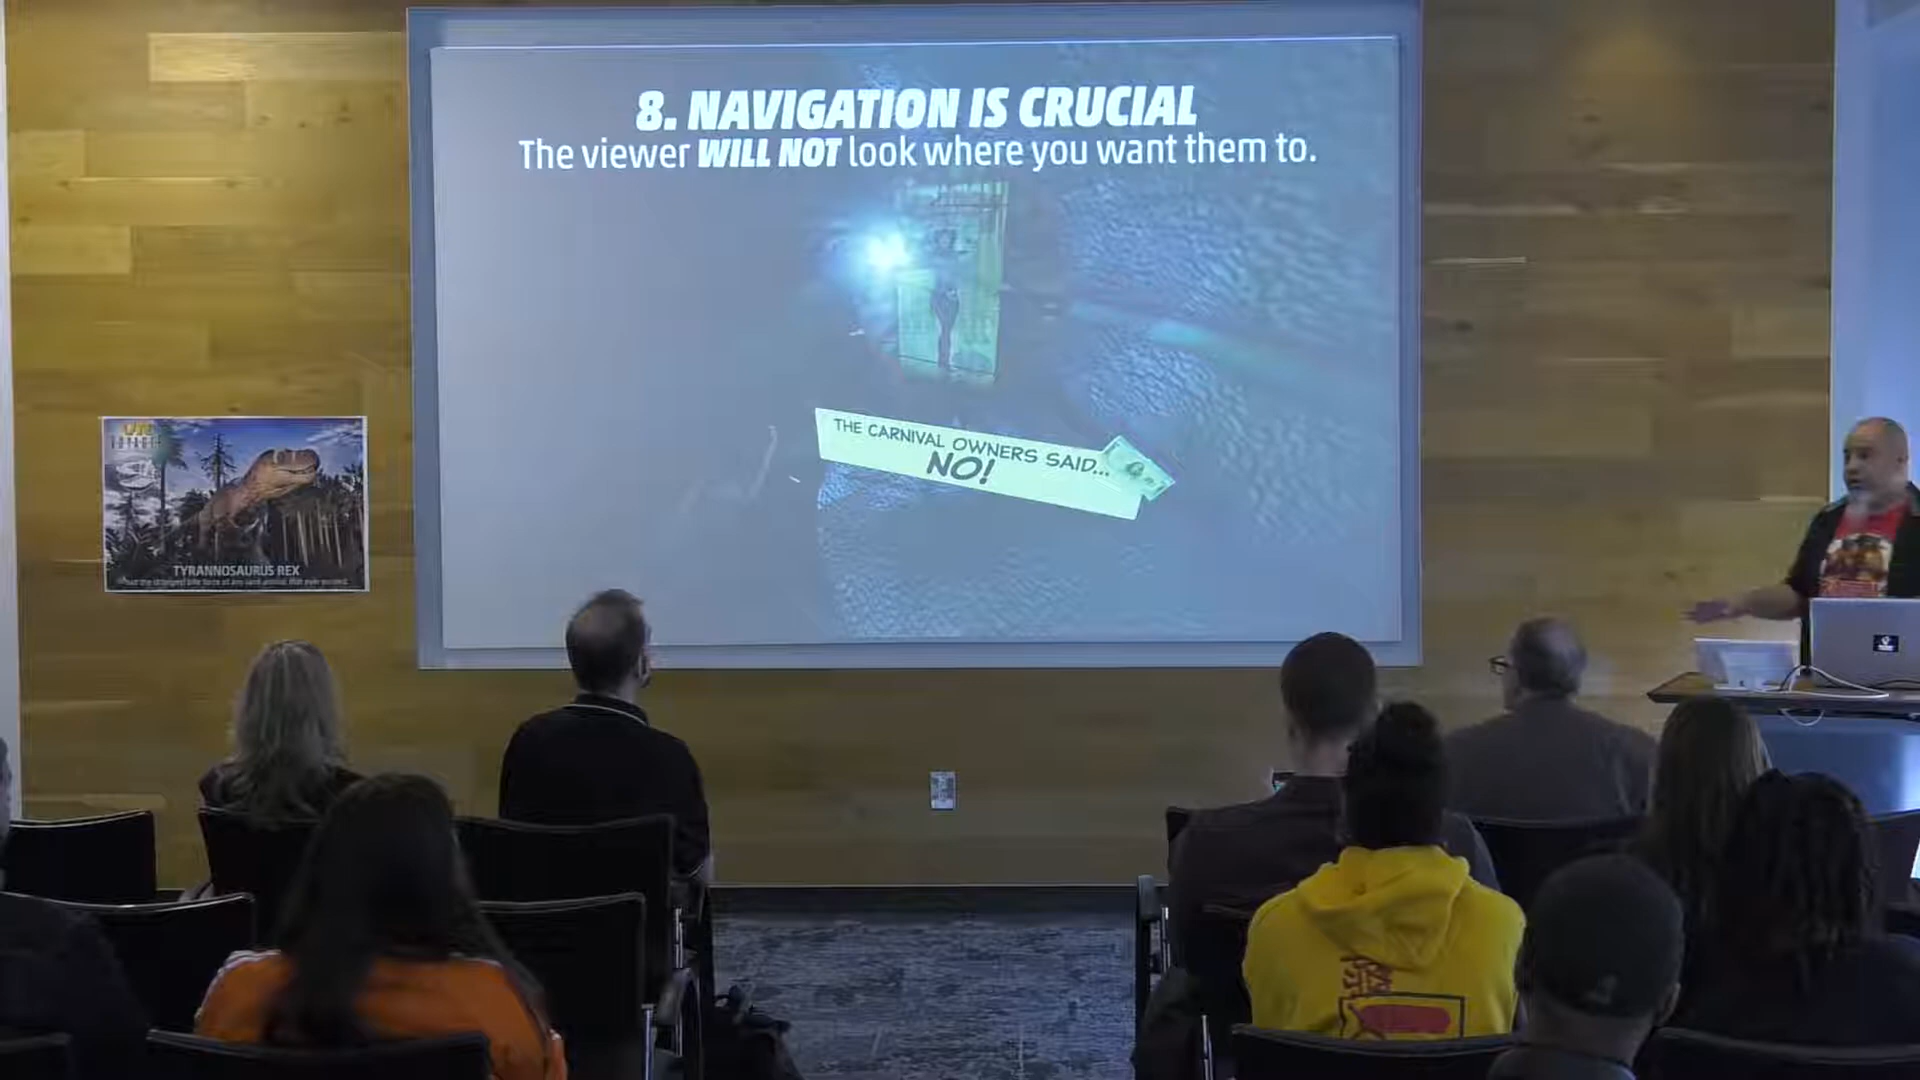 8. NAVIGATION IS CRUCIAL
The viewer WILL NOT look where you want them to.
THE CARNIVAL OWNERS SAID...
NO!
TYRANNOSAURUS REX